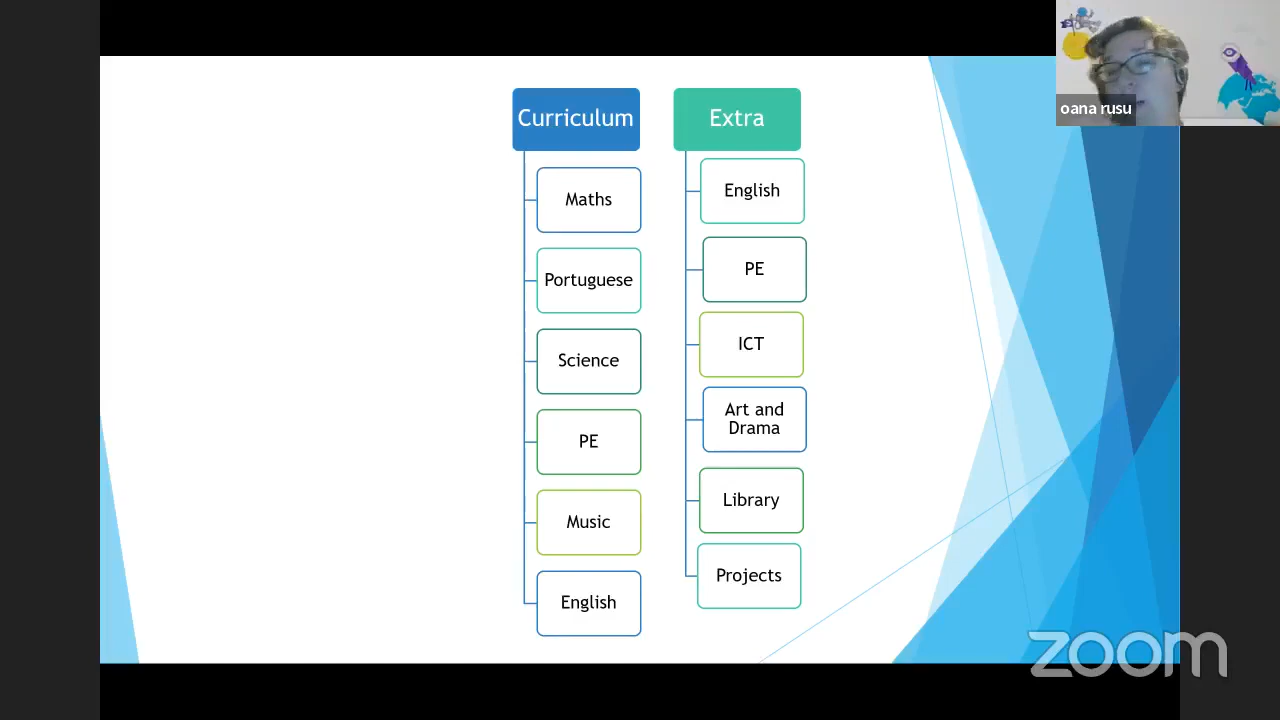 oana rusu
Curriculum
Maths
Portuguese
Science
PE
Music
English
Extra
English
PE
ICT
Art and
Drama
Library
Projects
zoom